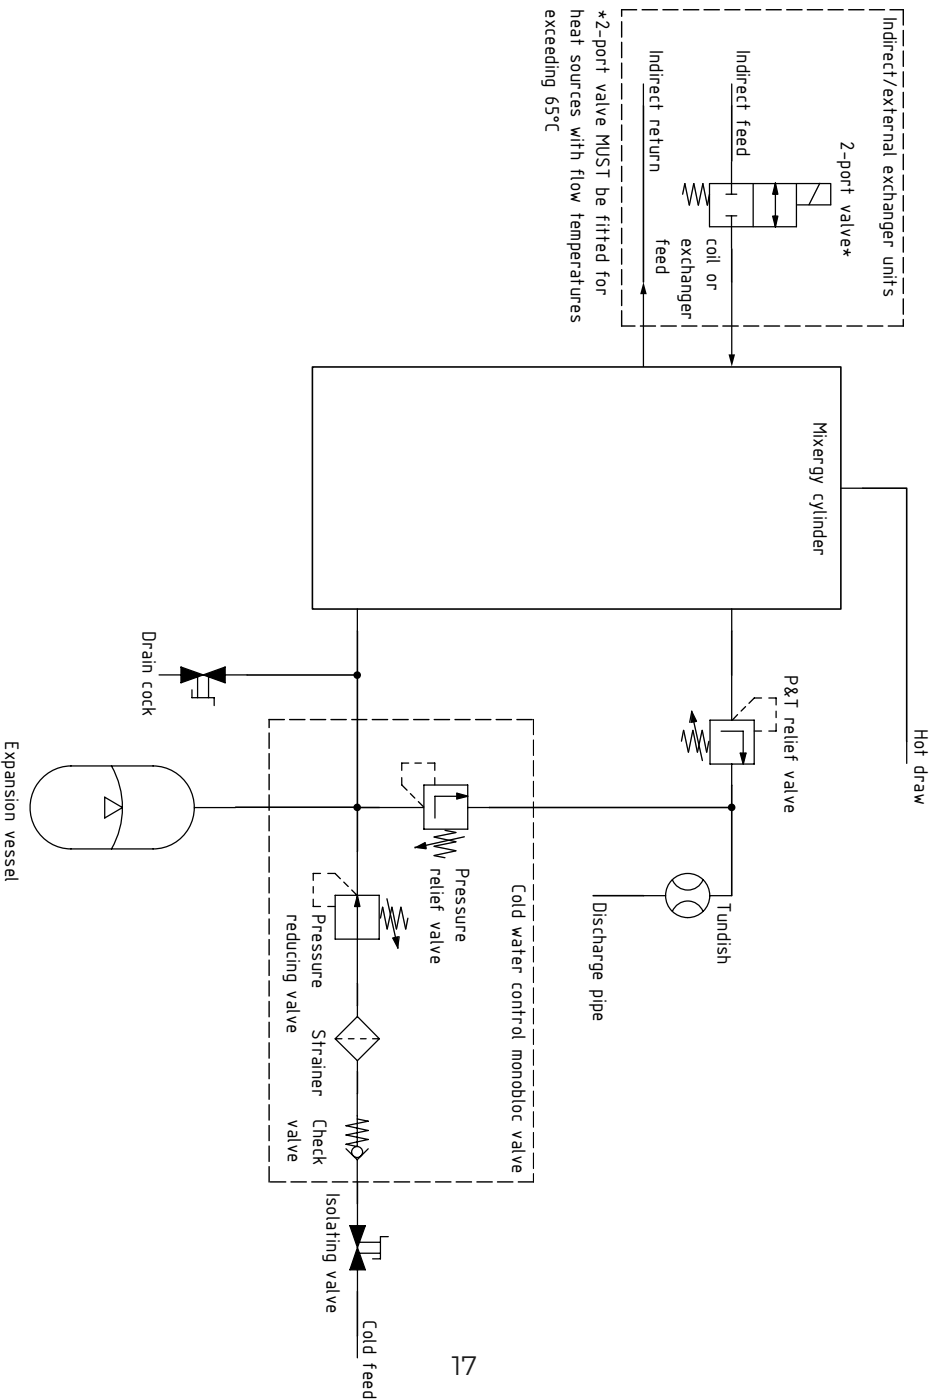 Indirect/external exchanger units
2-port valve*
Indirect feed
coil or
exchanger
feed
Indirect return
*2-port valve MUST be fitted for
heat sources with flow temperatures
exceeding 65°C
Hot draw
Mixergy cylinder
P&T relief valve
Tundish
Discharge pipe
Cold water control monobloc valve
Pressure
relief valve
Pressure
reducing valve
Strainer
Check
valve
Isolating valve
Cold feed
Drain cock
Expansion vessel
17